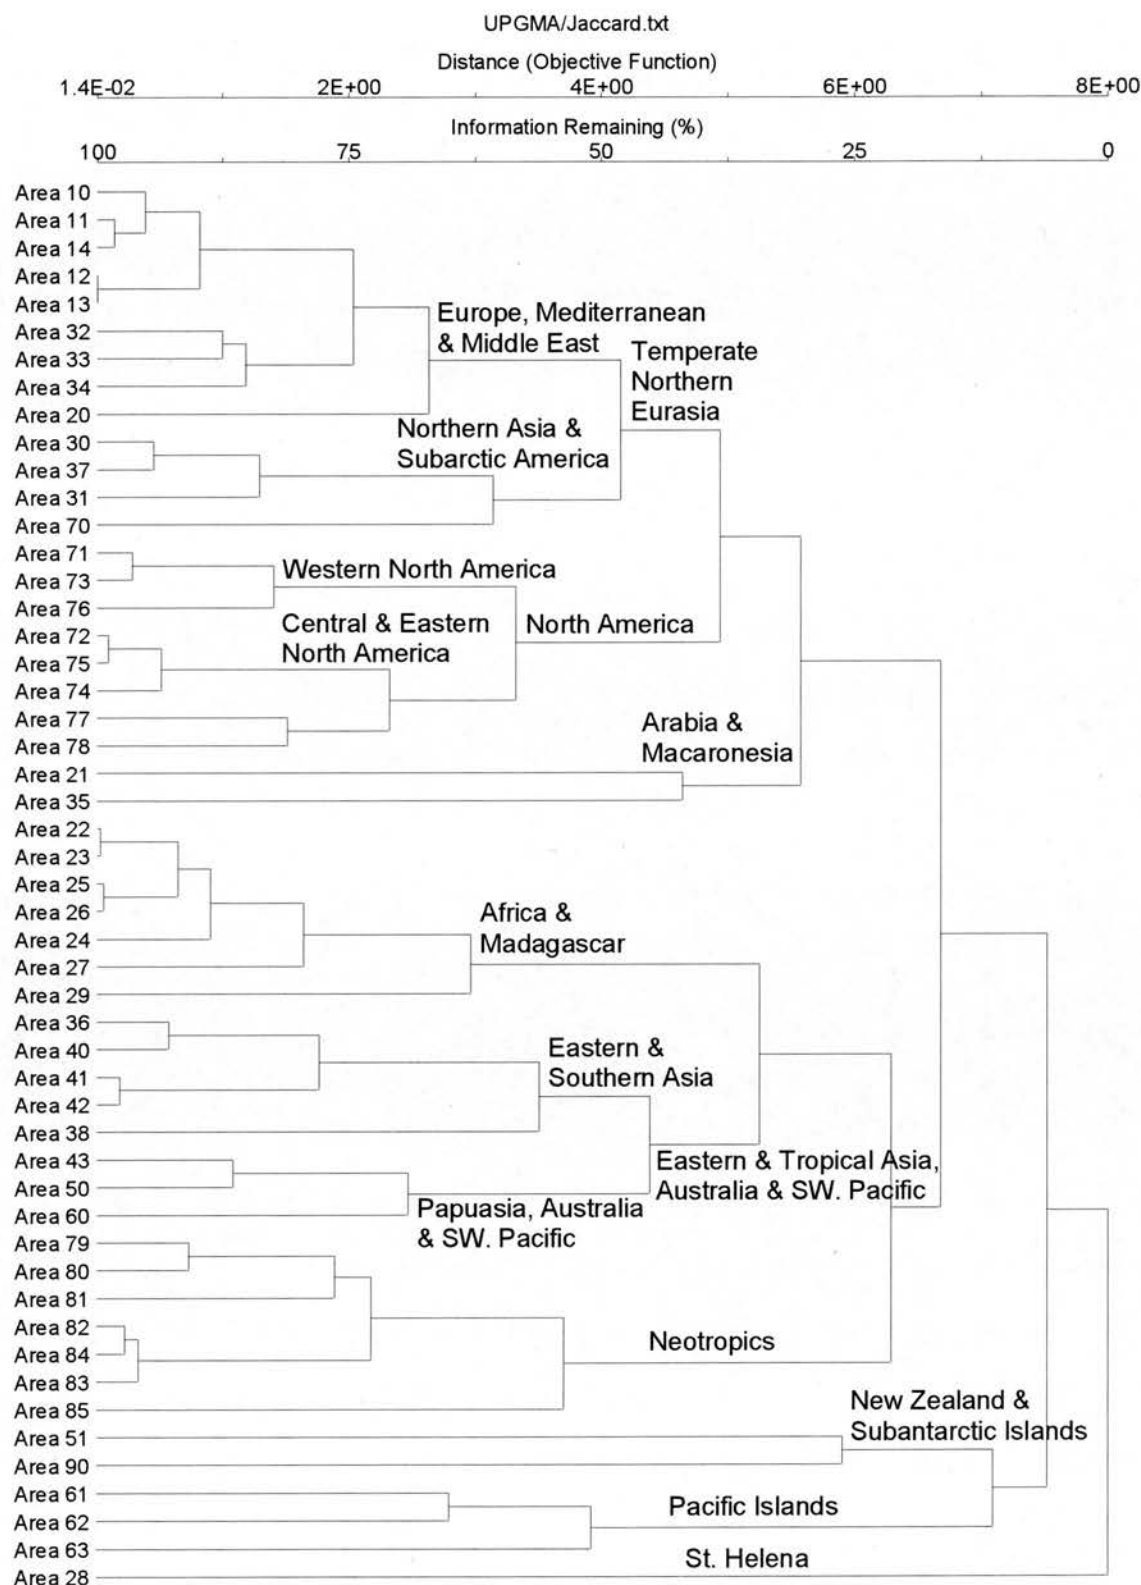 UPGMA/Jaccard.txt
Distance (Objective Function)
1.4E-02 2E+00 4E+00 6E+00 8E+00
Information Remaining (%)
100 75 50 25 0
Area 10
Area 11
Area 14
Area 12
Area 13
Europe, Mediterranean
& Middle East
Area 32
Area 33
Area 34
Area 20
Temperate
Northern
Eurasia
Northern Asia &
Subarctic America
Area 30
Area 37
Area 31
Area 70
Area 71
Area 73
Western North America
Area 76
Central & Eastern
North America
North America
Area 72
Area 75
Area 74
Area 77
Area 78
Arabia &
Macaronesia
Area 21
Area 35
Area 22
Area 23
Area 25
Area 26
Area 24
Africa &
Madagascar
Area 27
Area 29
Area 36
Area 40
Eastern &
Southern Asia
Area 41
Area 42
Area 38
Area 43
Area 50
Eastern & Tropical Asia,
Australia & SW. Pacific
Area 60
Papuasia, Australia
& SW. Pacific
Area 79
Area 80
Area 81
Area 82
Neotropics
Area 84
Area 83
Area 85
New Zealand &
Subantarctic Islands
Area 51
Area 90
Area 61
Pacific Islands
Area 62
Area 63
St. Helena
Area 28